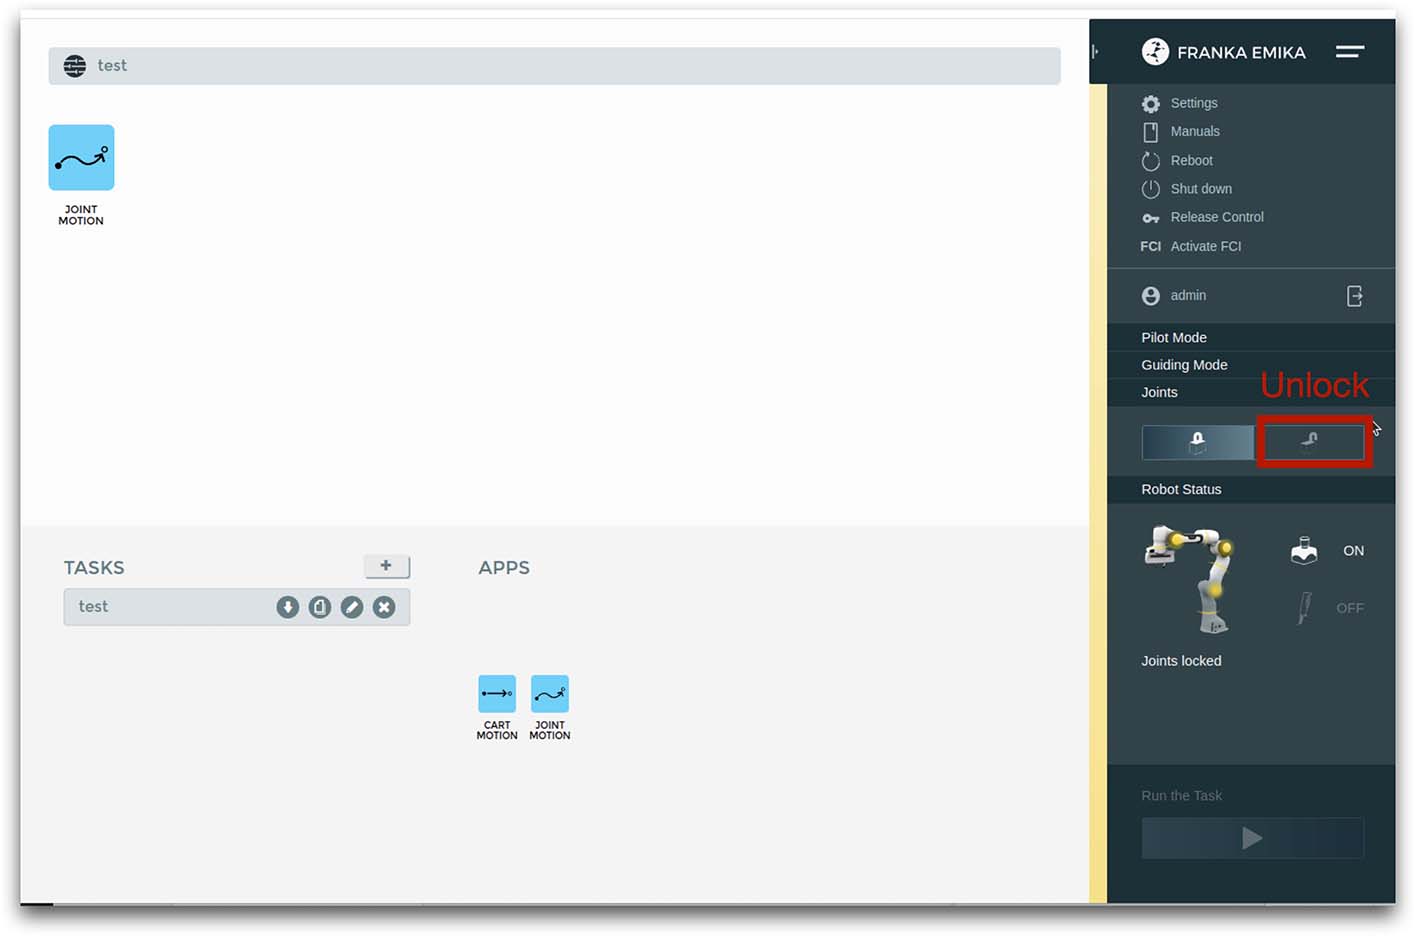 test
JOINT
MOTION
TASKS
+
test
APPS
CART
MOTION
JOINT
MOTION
FRANKA EMIKA
Settings
Manuals
Reboot
Shut down
Release Control
FCI Activate FCI
admin
Pilot Mode
Guiding Mode
Joints
Unlock
Robot Status
ON
OFF
Joints locked
Run the Task